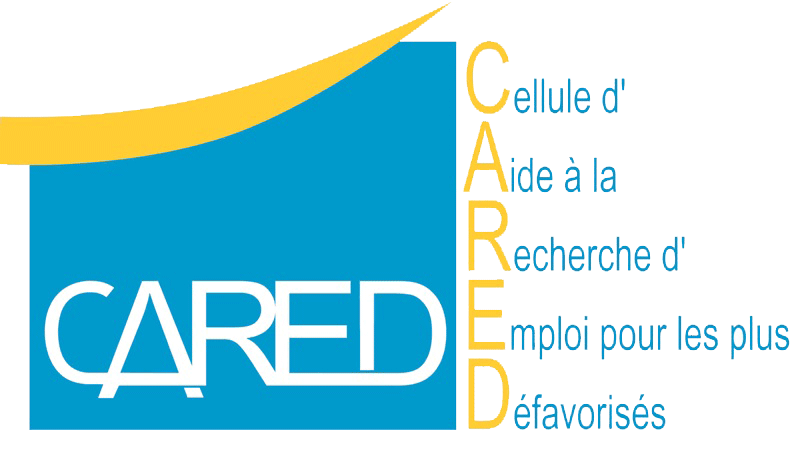 CARED
Cellule d'
Aide à la
Recherche d'
Emploi pour les plus
Défavorisés